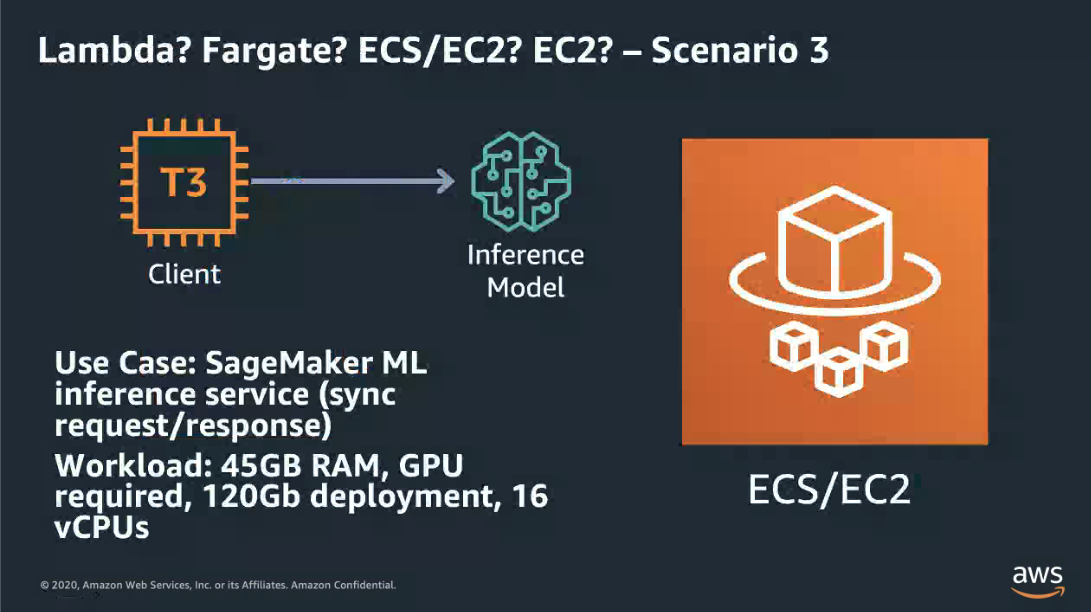 Lambda? Fargate? ECS/EC2? EC2? – Scenario 3
T3
Client
Inference
Model
Use Case: SageMaker ML
inference service (sync
request/response)
Workload: 45GB RAM, GPU
required, 120Gb deployment, 16
vCPUs
ECS/EC2
© 2020, Amazon Web Services, Inc. or its Affiliates. Amazon Confidential.
aws